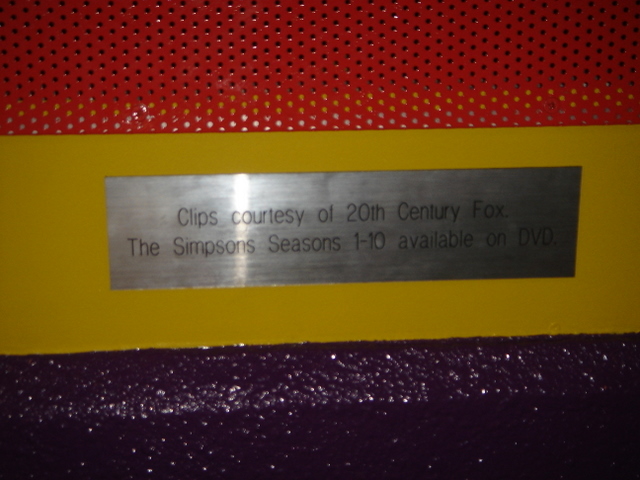 Clips courtesy of 20th Century Fox.
The Simpsons Seasons 1-10 available on DVD.